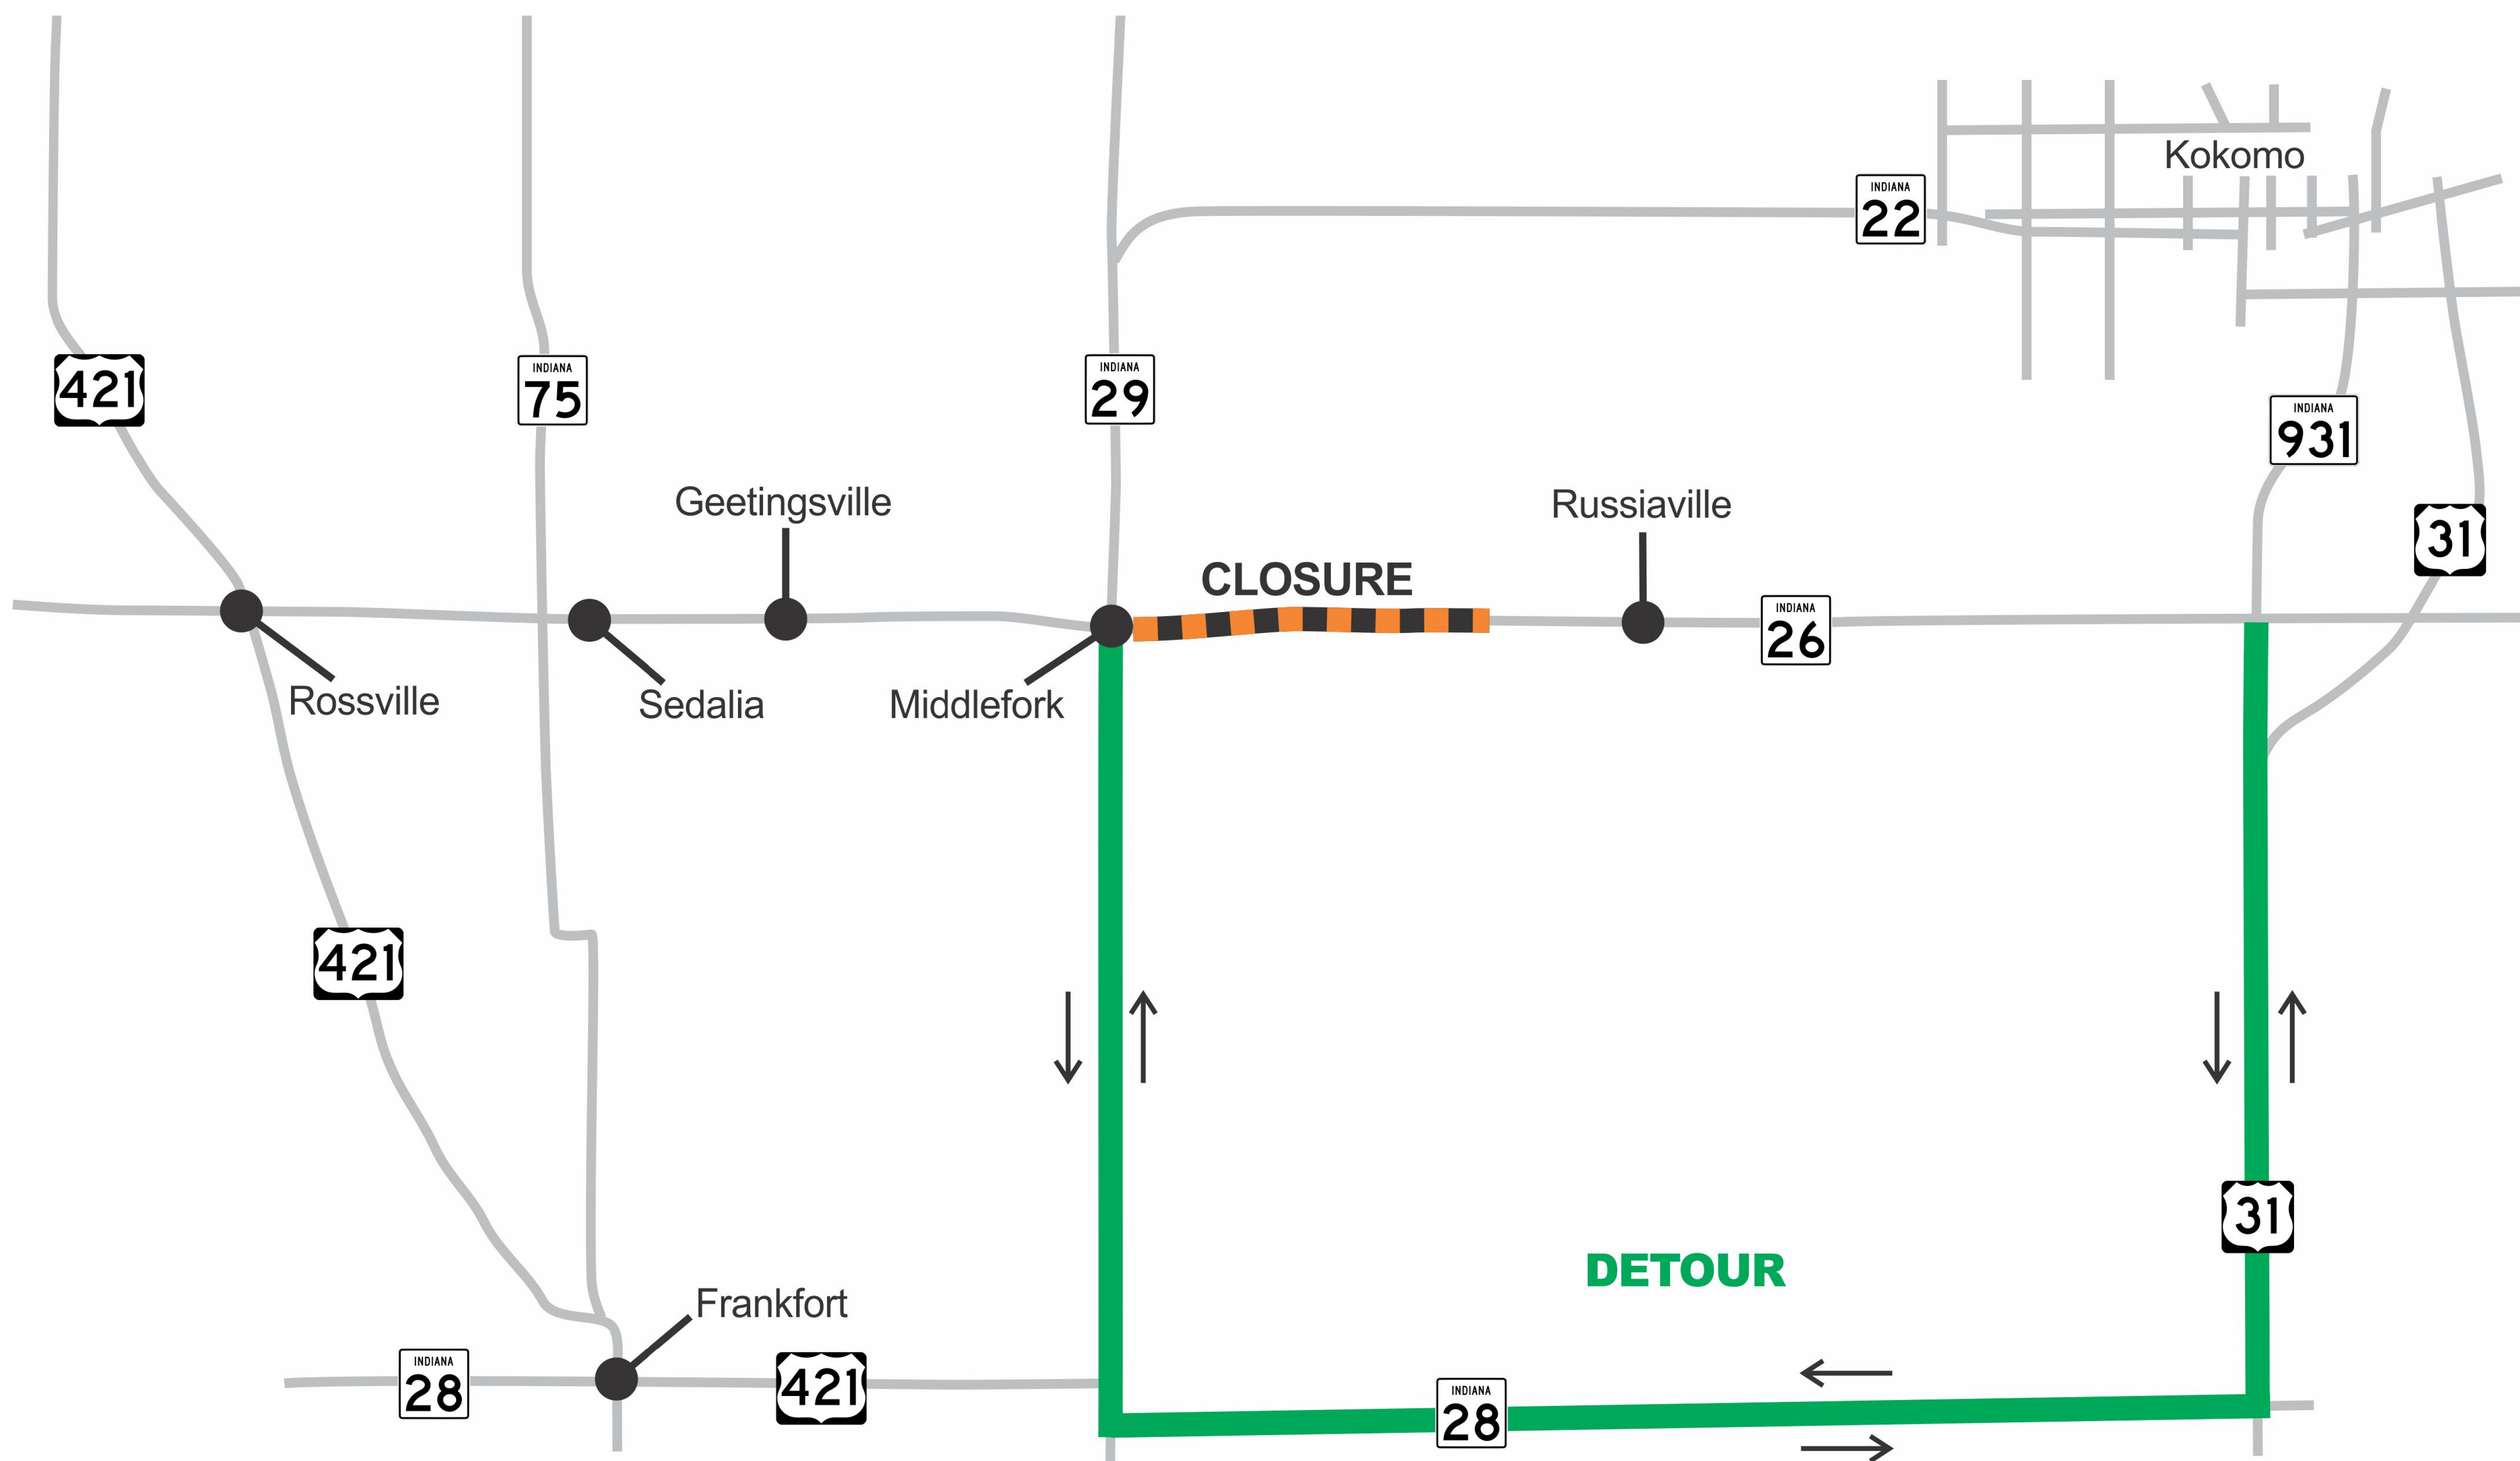 Kokomo
INDIANA
22
421
INDIANA
75
INDIANA
29
INDIANA
931
Geetingsville
Russiaville
31
CLOSURE
INDIANA
26
Rossville
Sedalia
Middlefork
421
31
DETOUR
Frankfort
INDIANA
28
421
INDIANA
28